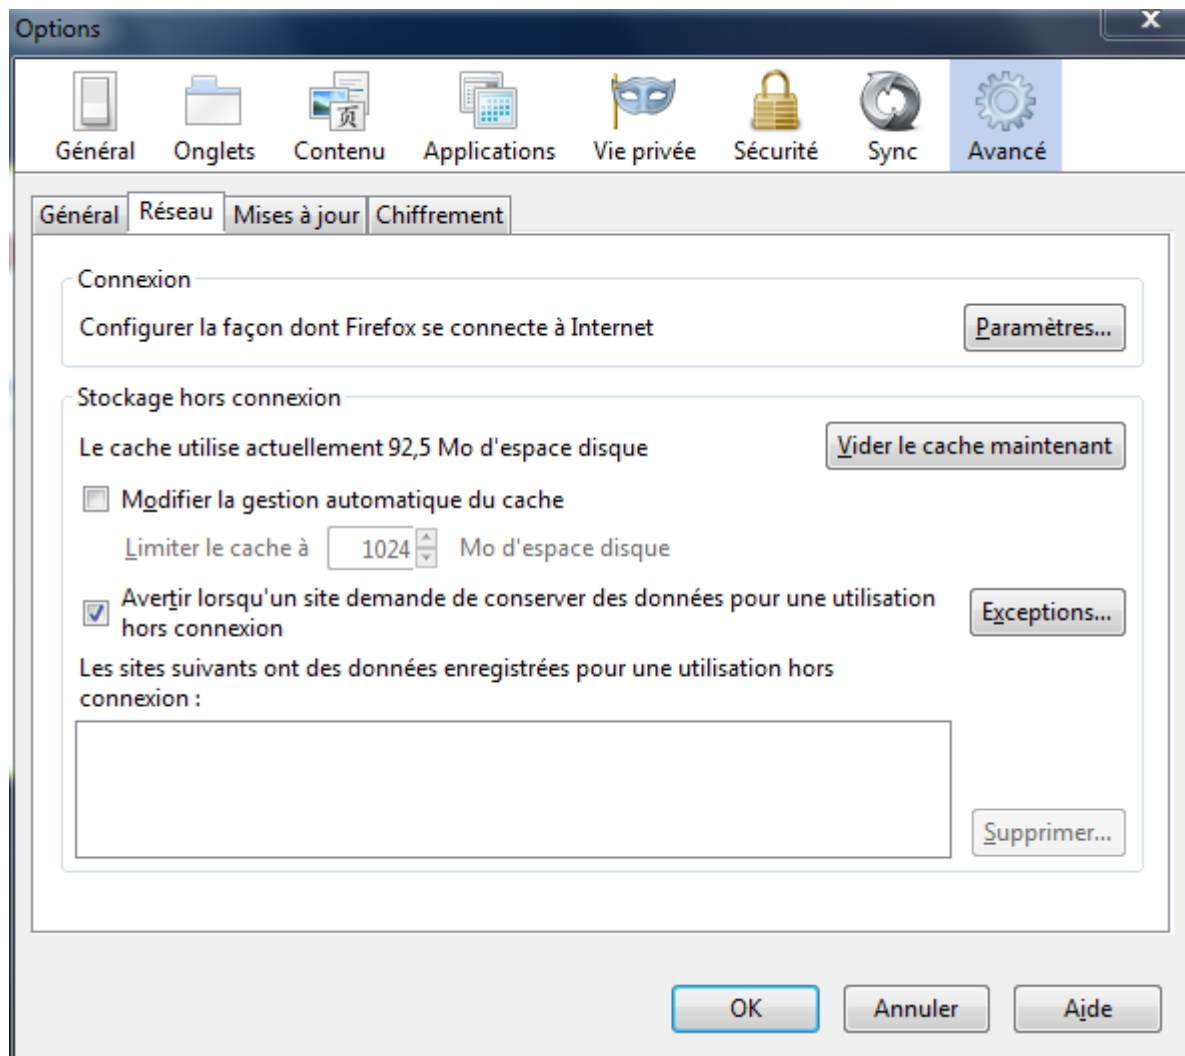 Options
x
页
Général Onglets Contenu Applications Vie privée Sécurité Sync Avancé
Général Réseau Mises à jour Chiffrement
Connexion
Configurer la façon dont Firefox se connecte à Internet Paramètres...
Stockage hors connexion
Le cache utilise actuellement 92,5 Mo d'espace disque Vider le cache maintenant
Modifier la gestion automatique du cache
Limiter le cache à 1024 Mo d'espace disque
Avertir lorsqu'un site demande de conserver des données pour une utilisation
hors connexion Exceptions...
Les sites suivants ont des données enregistrées pour une utilisation hors
connexion :
Supprimer...
OK Annuler Aide